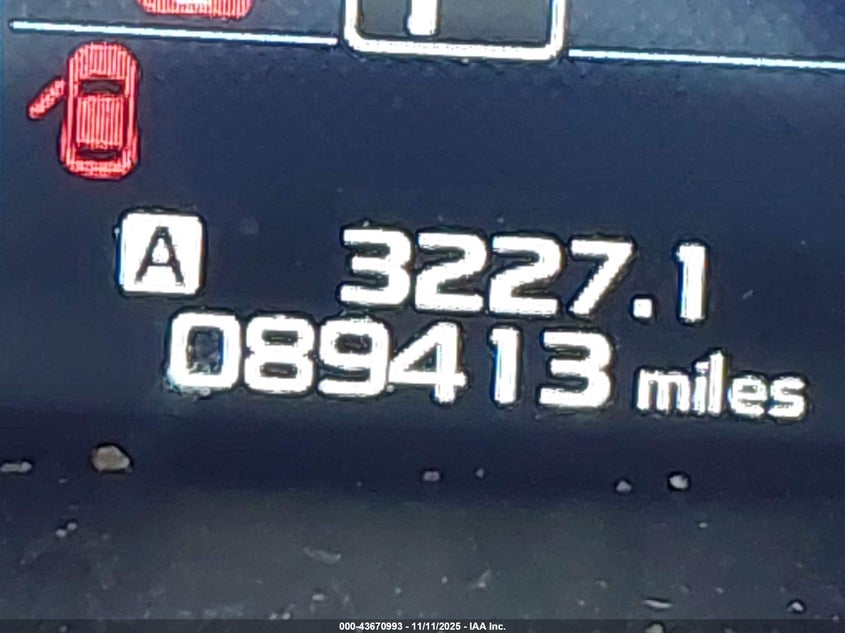 A 3227.1
089413 miles
000-43670993 - 11/11/2025 - IAA Inc.